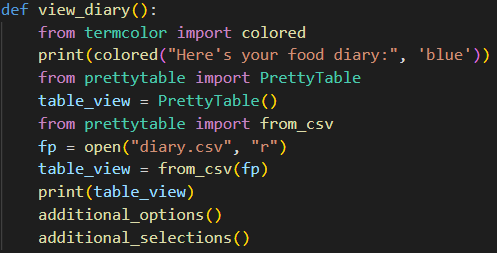 def view_diary():
    from termcolor import colored
    print(colored("Here's your food diary:", 'blue'))
    from prettytable import PrettyTable
    table_view = PrettyTable()
    from prettytable import from_csv
    fp = open("diary.csv", "r")
    table_view = from_csv(fp)
    print(table_view)
    additional_options()
    additional_selections()